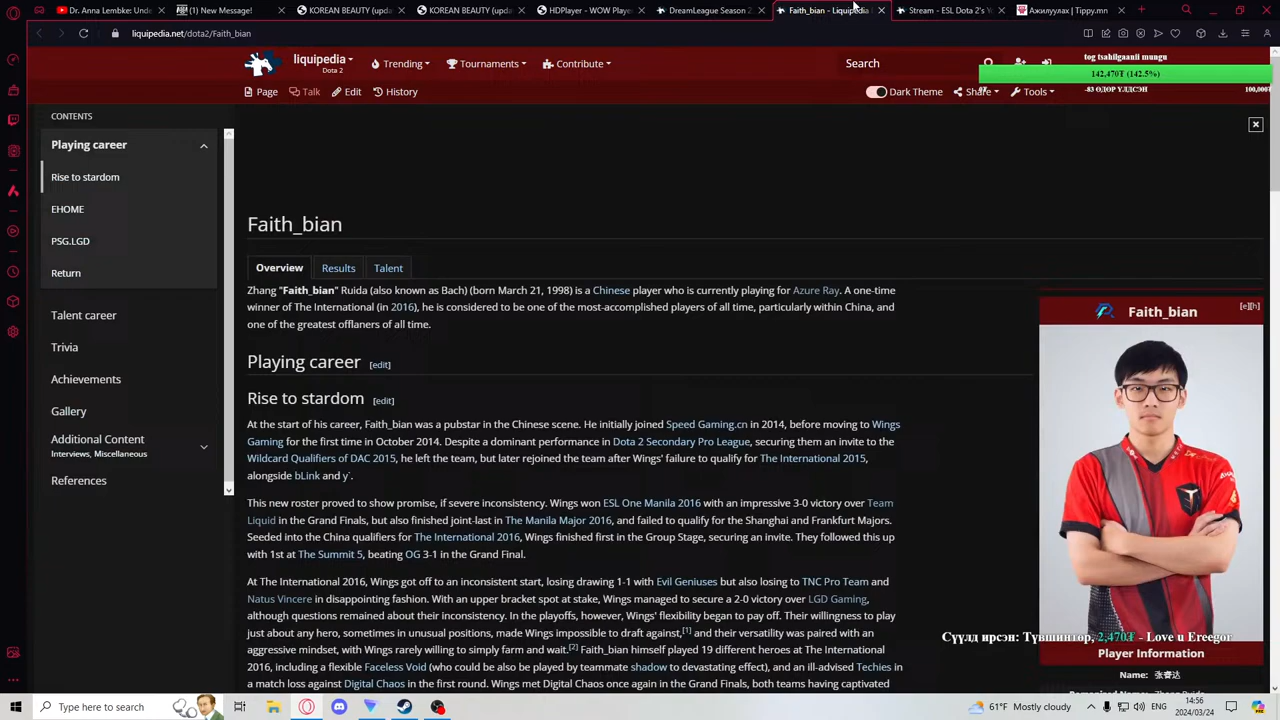 Dr. Anna Lembke: Unde
(1) New Message!
KOREAN BEAUTY (upda
KOREAN BEAUTY (upda
HDPlayer - WOW Playe
DreamLeague Season 2
Faith_bian - Liquipedia
Stream - ESL Dota2's Yo
Ажилуулах | Tippy.mn
liquipedia.net/dota2/Faith_bian
liquipedia
Dota 2
Trending
Tournaments
Contribute
Search
tog tsahilgaanii mungu
142,470₮ (142.5%)
-83 ӨДӨР ҮЛДСЭН
100,000₮
Page
Talk
Edit
History
Dark Theme
Share
Tools
CONTENTS
Playing career
Rise to stardom
EHOME
PSG.LGD
Return
Talent career
Trivia
Achievements
Gallery
Additional Content
Interviews, Miscellaneous
References
Faith_bian
Overview Results Talent
Zhang "Faith_bian" Ruida (also known as Bach) (born March 21, 1998) is a Chinese player who is currently playing for Azure Ray. A one-time
winner of The International (in 2016), he is considered to be one of the most-accomplished players of all time, particularly within China, and
one of the greatest offlaners of all time.
Playing career [edit]
Rise to stardom [edit]
At the start of his career, Faith_bian was a pubstar in the Chinese scene. He initially joined Speed Gaming.cn in 2014, before moving to Wings
Gaming for the first time in October 2014. Despite a dominant performance in Dota 2 Secondary Pro League, securing them an invite to the
Wildcard Qualifiers of DAC 2015, he left the team, but later rejoined the team after Wings' failure to qualify for The International 2015,
alongside bLink and y`.
This new roster proved to show promise, if severe inconsistency. Wings won ESL One Manila 2016 with an impressive 3-0 victory over Team
Liquid in the Grand Finals, but also finished joint-last in The Manila Major 2016, and failed to qualify for the Shanghai and Frankfurt Majors.
Seeded into the China qualifiers for The International 2016, Wings finished first in the Group Stage, securing an invite. They followed this up
with 1st at The Summit 5, beating OG 3-1 in the Grand Final.
At The International 2016, Wings got off to an inconsistent start, losing drawing 1-1 with Evil Geniuses but also losing to TNC Pro Team and
Natus Vincere in disappointing fashion. With an upper bracket spot at stake, Wings managed to secure a 2-0 victory over LGD Gaming,
although questions remained about their inconsistency. In the playoffs, however, Wings' flexibility began to pay off. Their willingness to play
just about any hero, sometimes in unusual positions, made Wings impossible to draft against,[1] and their versatility was paired with an
aggressive mindset, with Wings rarely willing to simply farm and wait.[2] Faith_bian himself played 19 different heroes at The International
2016, including a flexible Faceless Void (who could be also be played by teammate shadow to devastating effect), and an ill-advised Techies in
a match loss against Digital Chaos in the first round. Wings met Digital Chaos once again in the Grand Finals, both teams having captivated
Faith_bian
[e][h]
Сүүлд ирсэн: Түвшинтөр, 2,470₮ - Love u Ereegor
Player Information
Name: 张睿达
Type here to search
61°F Mostly cloudy
ENG
14:56
2024/03/24